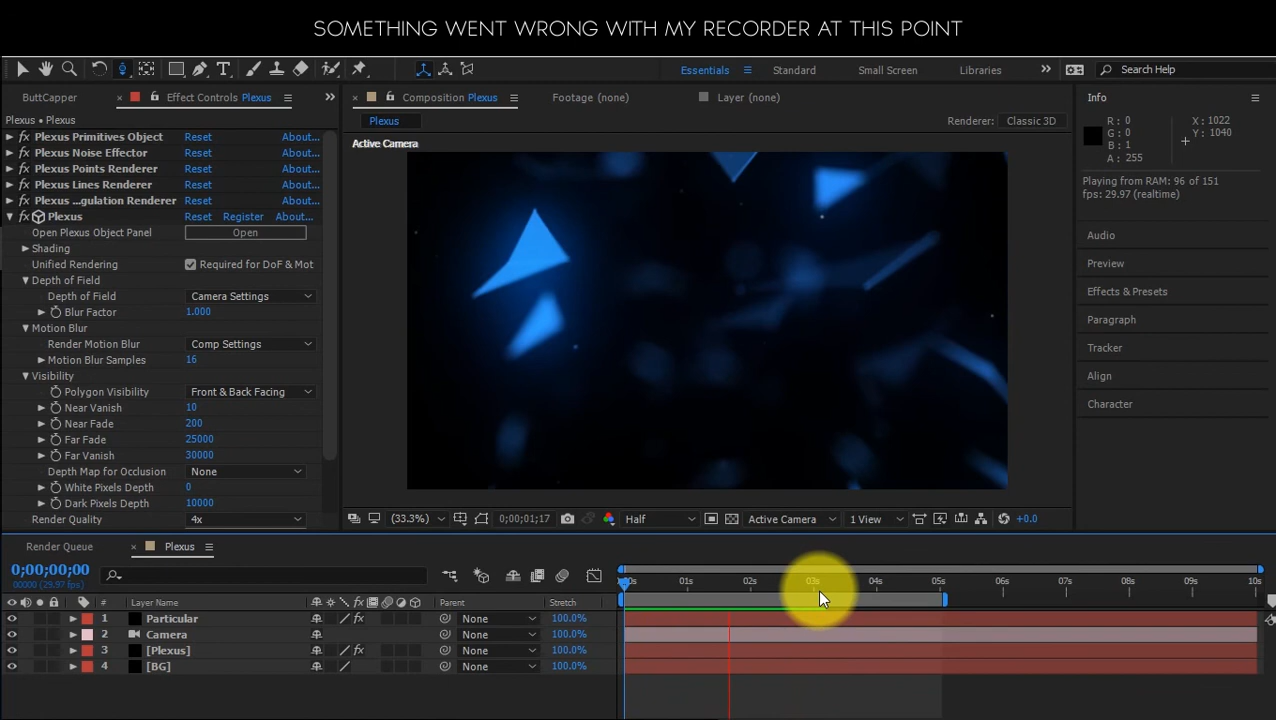 SOMETHING WENT WRONG WITH MY RECORDER AT THIS POINT
Essentials
Standard
Small Screen
Libraries
Search Help
ButtCapper
Effect Controls Plexus
Composition Plexus
Footage (none)
Layer (none)
Info
Plexus • Plexus
Plexus
Renderer:
Classic 3D
Plexus Primitives Object Reset About...
Plexus Noise Effector Reset About...
Plexus Points Renderer Reset About...
Plexus Lines Renderer Reset About...
Plexus ...gulation Renderer Reset About...
Plexus Reset Register About...
Open Plexus Object Panel Open
Shading
Unified Rendering Required for DoF & Mot
Depth of Field
Depth of Field Camera Settings
Blur Factor 1.000
Motion Blur
Render Motion Blur Comp Settings
Motion Blur Samples 16
Visibility
Polygon Visibility Front & Back Facing
Near Vanish 10
Near Fade 200
Far Fade 25000
Far Vanish 30000
Depth Map for Occlusion None
White Pixels Depth 0
Dark Pixels Depth 10000
Render Quality 4x
Active Camera
R: 0 X: 1022
G: 0 Y: 1040
B: 1
A: 255
Playing from RAM: 96 of 151
fps: 29.97 (realtime)
Audio
Preview
Effects & Presets
Paragraph
Tracker
Align
Character
(33.3%) 0;00;01;17 Half Active Camera 1 View +0.0
Render Queue
Plexus
0;00;00;00
00000 (29.97 fps)
01s 02s 03s 04s 05s 06s 07s 08s 09s 10s
# Layer Name Parent Stretch
1 Particular None 100.0%
2 Camera None 100.0%
3 [Plexus] None 100.0%
4 [BG] None 100.0%